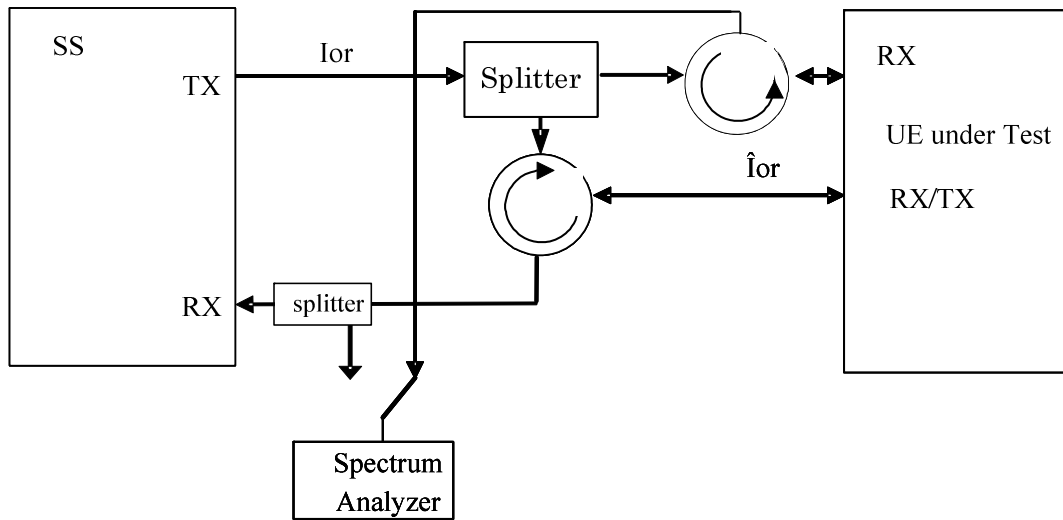 SS
Ior
TX
Splitter
RX
UE under Test
Îor
RX/TX
RX
splitter
Spectrum
Analyzer